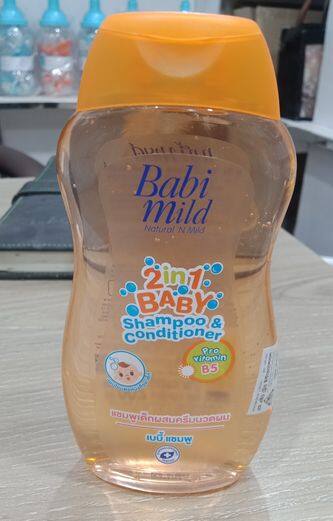 Babi
mild
Natural 'N Mild
2in1
BABY
Shampoo &
Conditioner
Pro
Vitamin
B5
แชมพูเด็กผสมครีมนวดผม
เบบี้ แชมพู